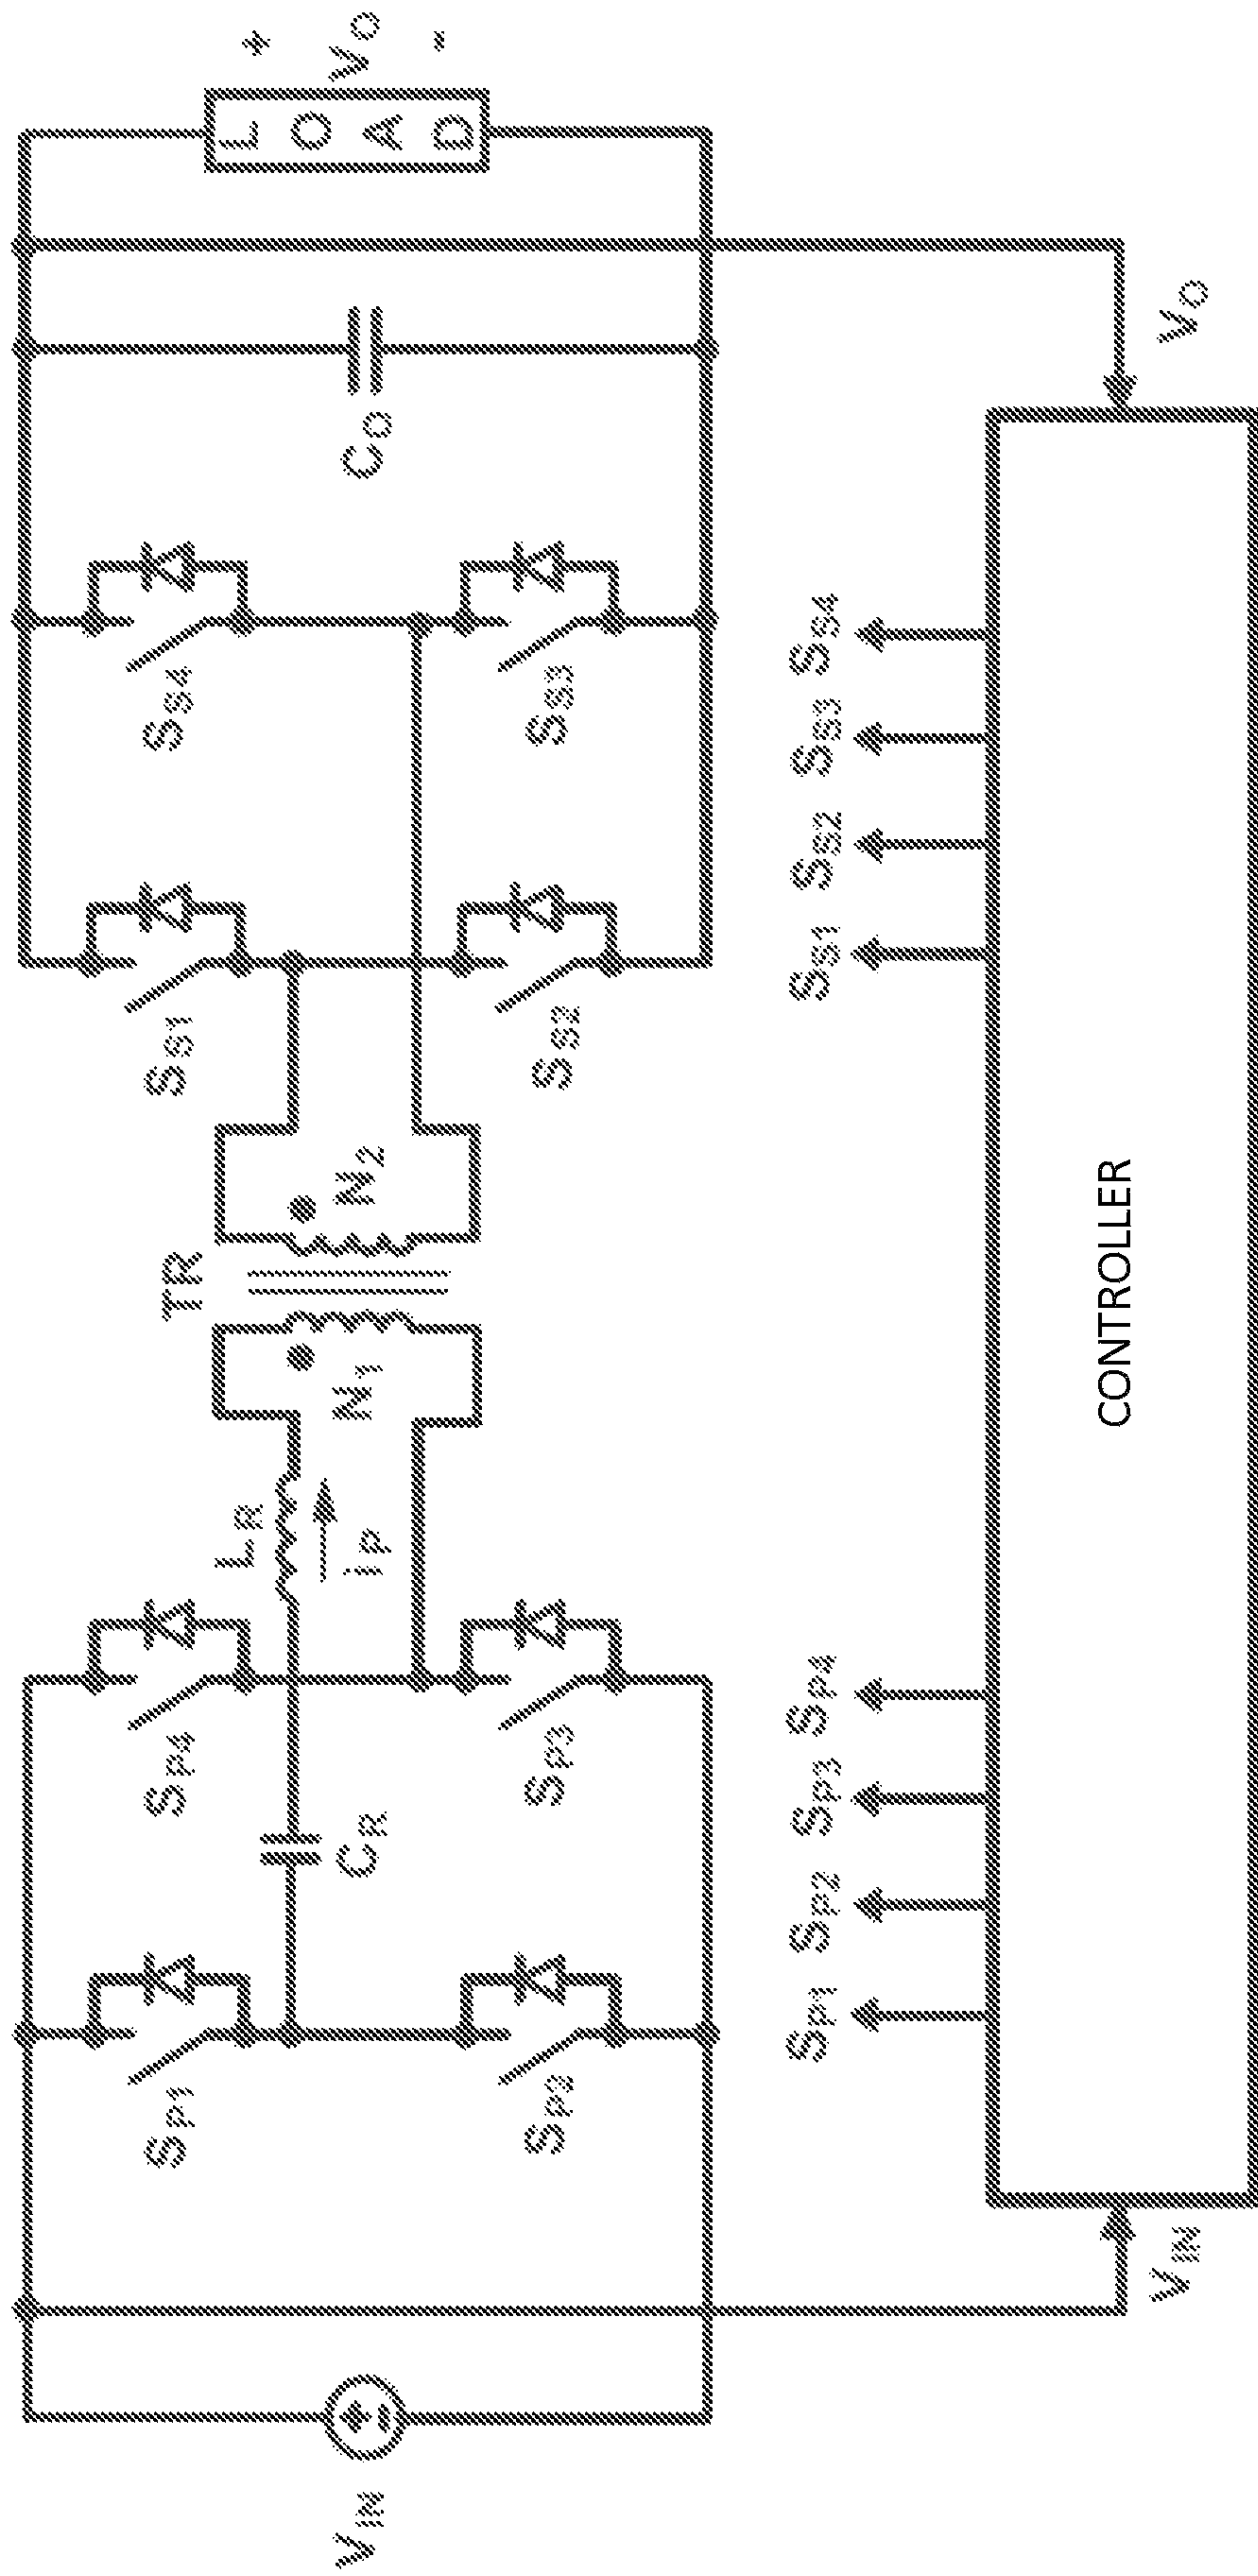 V_IN
S_P1
S_P2
C_R
S_P4
S_P3
L_R
i_P
TR
N_1
N_2
S_S1
S_S2
S_S4
S_S3
C_O
LOAD
+
V_O
-
S_P1
S_P2
S_P3
S_P4
S_S1
S_S2
S_S3
S_S4
V_IN
CONTROLLER
V_O